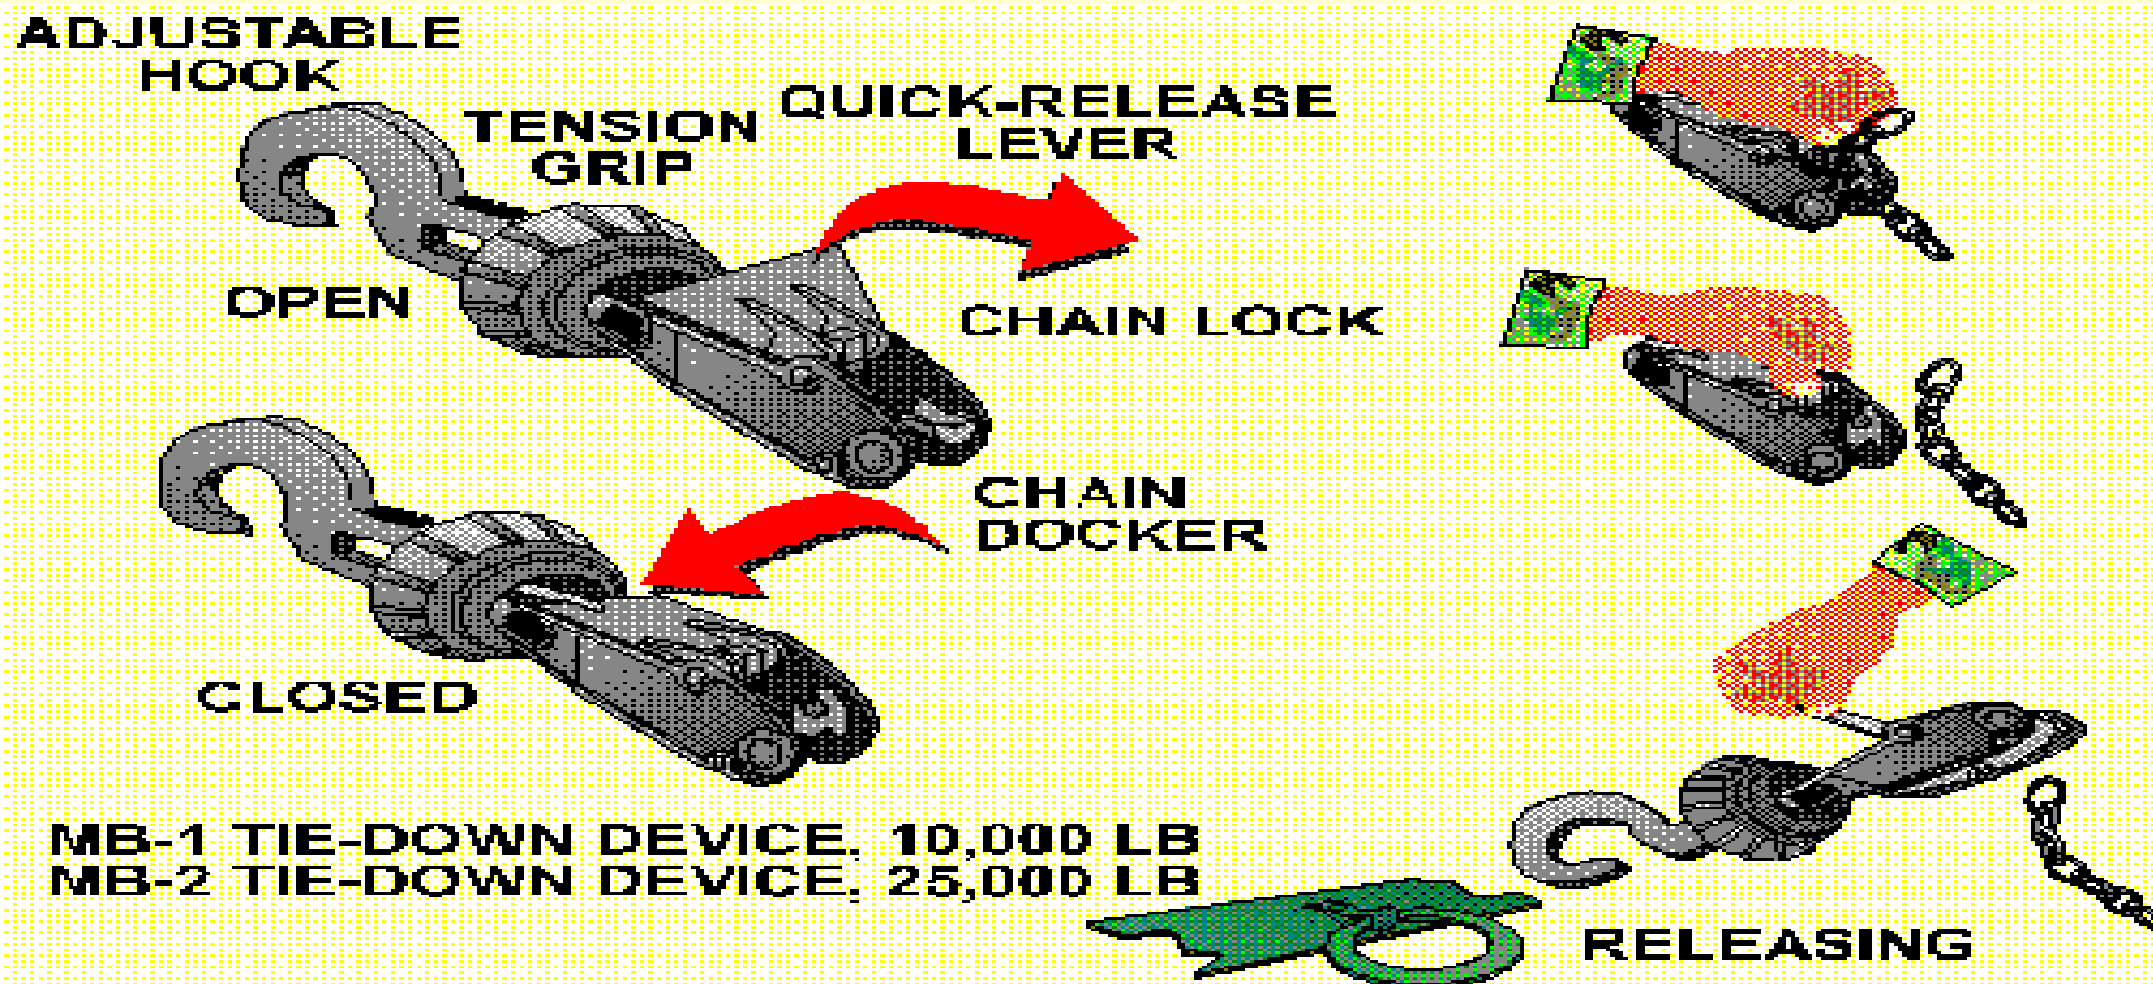 ADJUSTABLE
HOOK
TENSION
GRIP
QUICK-RELEASE
LEVER
OPEN
CHAIN LOCK
CHAIN
DOCKER
CLOSED
MB-1 TIE-DOWN DEVICE, 10,000 LB
MB-2 TIE-DOWN DEVICE, 25,000 LB
RELEASING